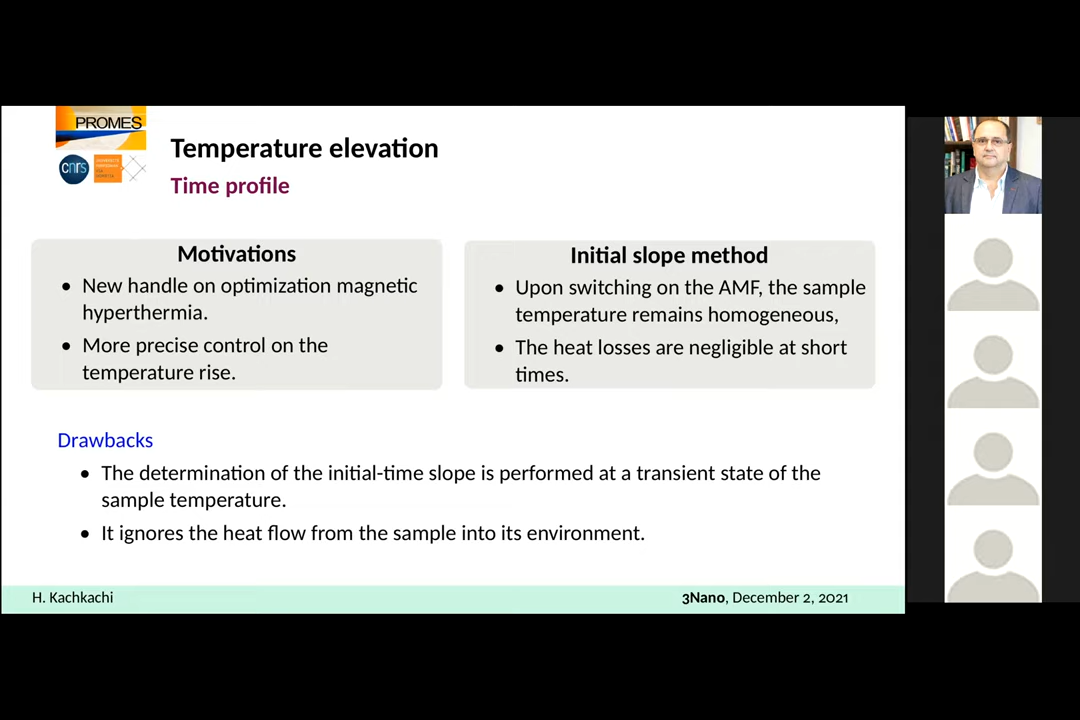 PROMES
cnrs
Temperature elevation
Time profile
Motivations
• New handle on optimization magnetic
hyperthermia.
• More precise control on the
temperature rise.
Initial slope method
• Upon switching on the AMF, the sample
temperature remains homogeneous,
• The heat losses are negligible at short
times.
Drawbacks
• The determination of the initial-time slope is performed at a transient state of the
sample temperature.
• It ignores the heat flow from the sample into its environment.
H. Kachkachi
3Nano, December 2, 2021